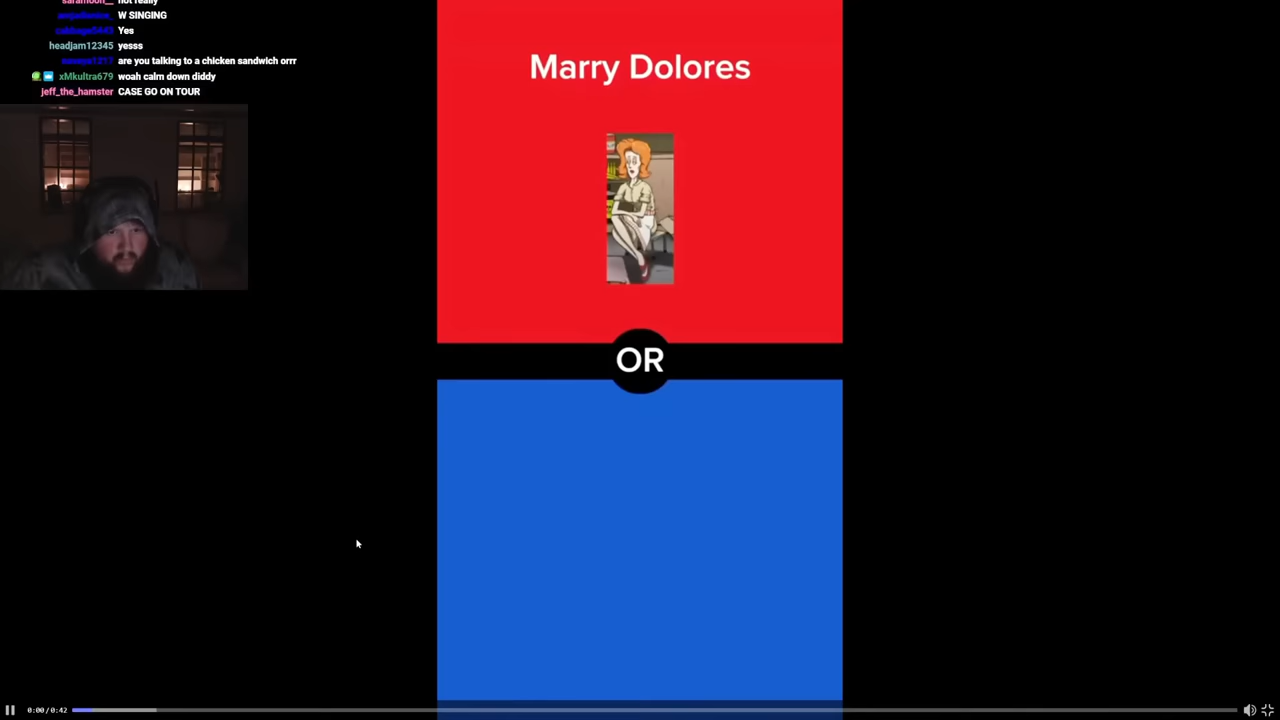 not really
W SINGING
Yes
headjam12345 yesss
are you talking to a chicken sandwich orrr
xMkultra679 woah calm down diddy
jeff_the_hamster CASE GO ON TOUR
Marry Dolores
OR
0:00 / 0:42